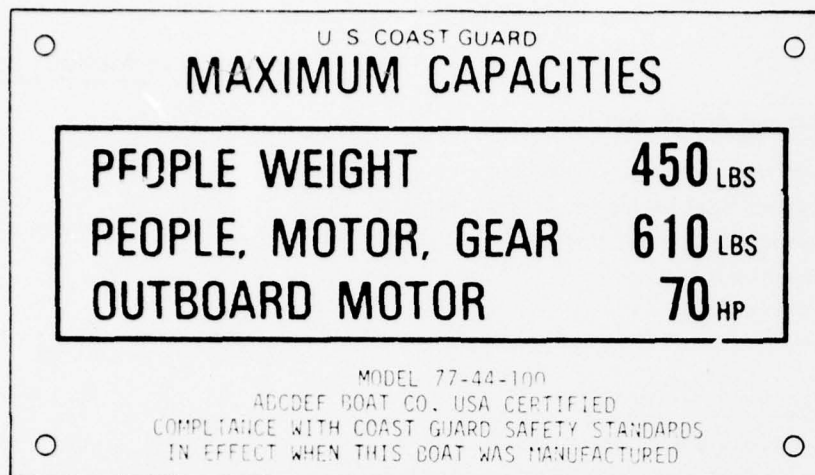 U S COAST GUARD
MAXIMUM CAPACITIES
PEOPLE WEIGHT 450 LBS
PEOPLE, MOTOR, GEAR 610 LBS
OUTBOARD MOTOR 70 HP
MODEL 77-44-100
ABCDEF BOAT CO. USA CERTIFIED
COMPLIANCE WITH COAST GUARD SAFETY STANDARDS
IN EFFECT WHEN THIS BOAT WAS MANUFACTURED